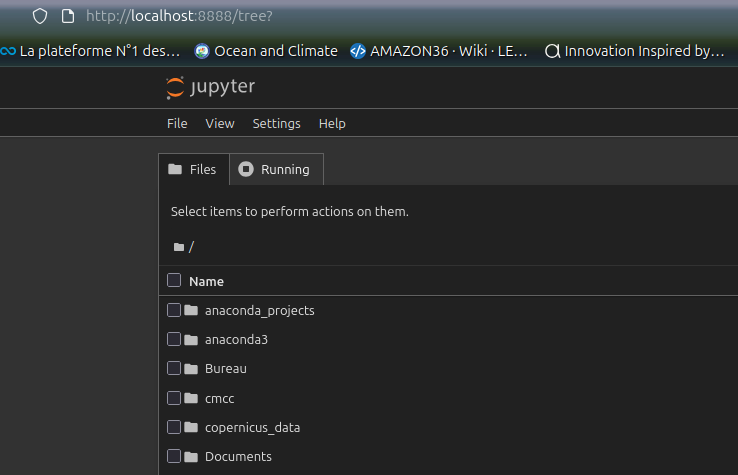 http://localhost:8888/tree?
La plateforme N°1 des… Ocean and Climate AMAZON36 · Wiki · LE… Innovation Inspired by…
jupyter
File View Settings Help
Files Running
Select items to perform actions on them.
/
Name
anaconda_projects
anaconda3
Bureau
cmcc
copernicus_data
Documents